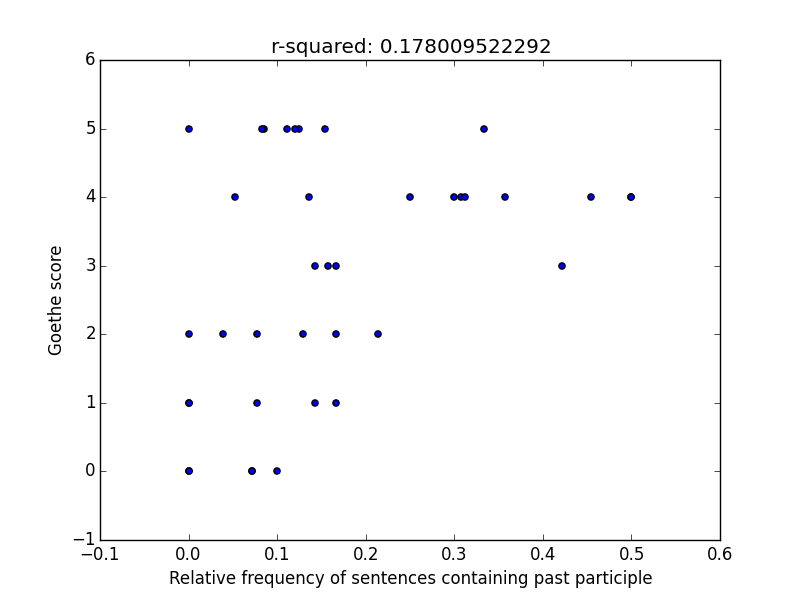 r-squared: 0.178009522292
6
5
4
3
2
1
0
−1
Goethe score
−0.1 0.0 0.1 0.2 0.3 0.4 0.5 0.6
Relative frequency of sentences containing past participle